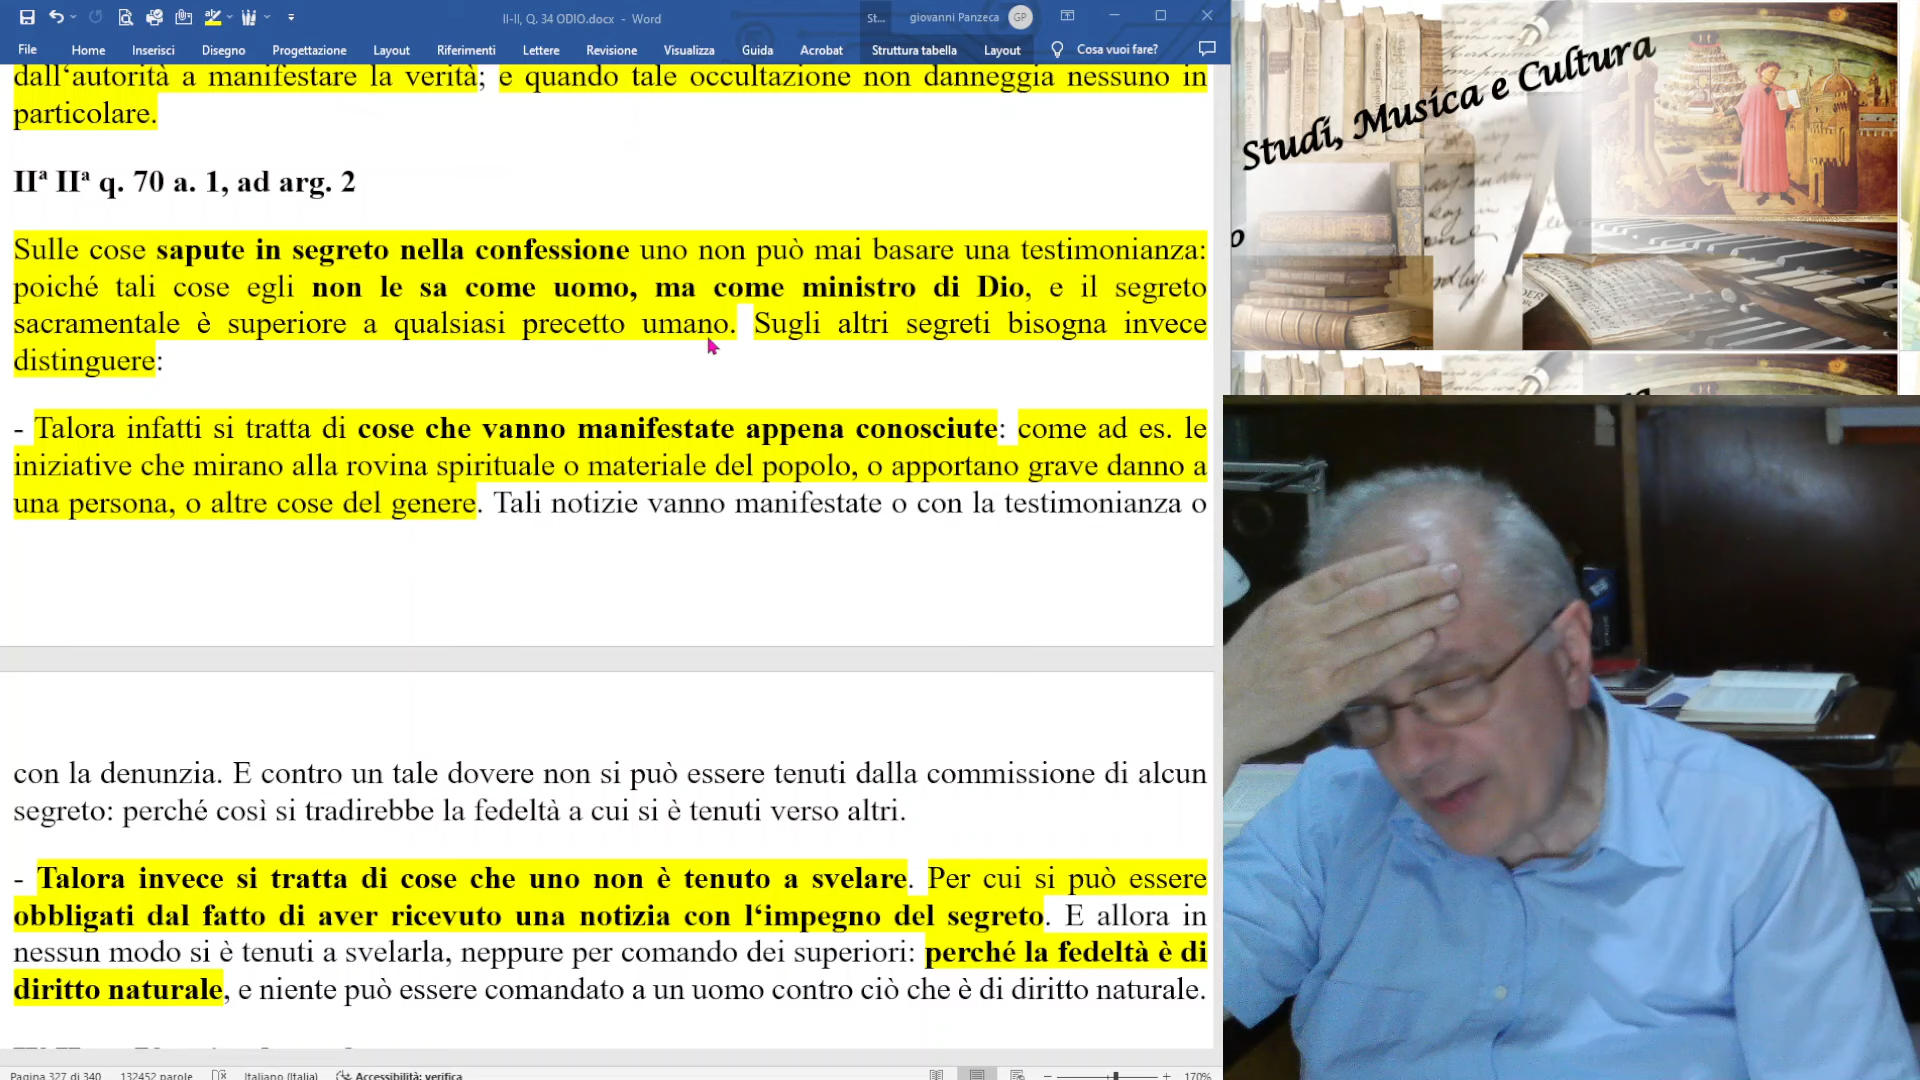 II-II, Q. 34 ODIO.docx - Word
St...
giovanni Panzeca
GP
File Home Inserisci Disegno Progettazione Layout Riferimenti Lettere Revisione Visualizza Guida Acrobat Struttura tabella Layout Cosa vuoi fare?
dall‘autorità a manifestare la verità; e quando tale occultazione non danneggia nessuno in
particolare.
IIª IIª q. 70 a. 1, ad arg. 2
Sulle cose sapute in segreto nella confessione uno non può mai basare una testimonianza:
poiché tali cose egli non le sa come uomo, ma come ministro di Dio, e il segreto
sacramentale è superiore a qualsiasi precetto umano. Sugli altri segreti bisogna invece
distinguere:
- Talora infatti si tratta di cose che vanno manifestate appena conosciute: come ad es. le
iniziative che mirano alla rovina spirituale o materiale del popolo, o apportano grave danno a
una persona, o altre cose del genere. Tali notizie vanno manifestate o con la testimonianza o
con la denunzia. E contro un tale dovere non si può essere tenuti dalla commissione di alcun
segreto: perché così si tradirebbe la fedeltà a cui si è tenuti verso altri.
- Talora invece si tratta di cose che uno non è tenuto a svelare. Per cui si può essere
obbligati dal fatto di aver ricevuto una notizia con l‘impegno del segreto. E allora in
nessun modo si è tenuti a svelarla, neppure per comando dei superiori: perché la fedeltà è di
diritto naturale, e niente può essere comandato a un uomo contro ciò che è di diritto naturale.
Pagina 327 di 340 132452 parole Italiano (Italia) Accessibilità: verifica 170%
Studi, Musica e Cultura
o